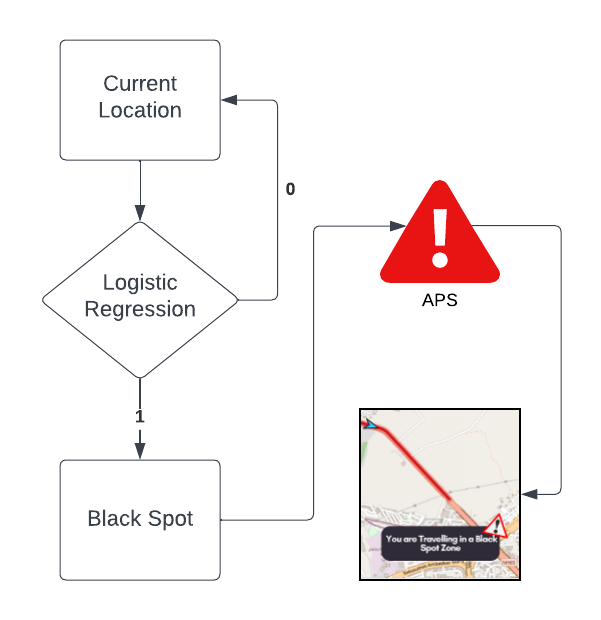 Current
Location
0
Logistic
Regression
1
Black Spot
!
APS
You are Travelling in a Black
Spot Zone